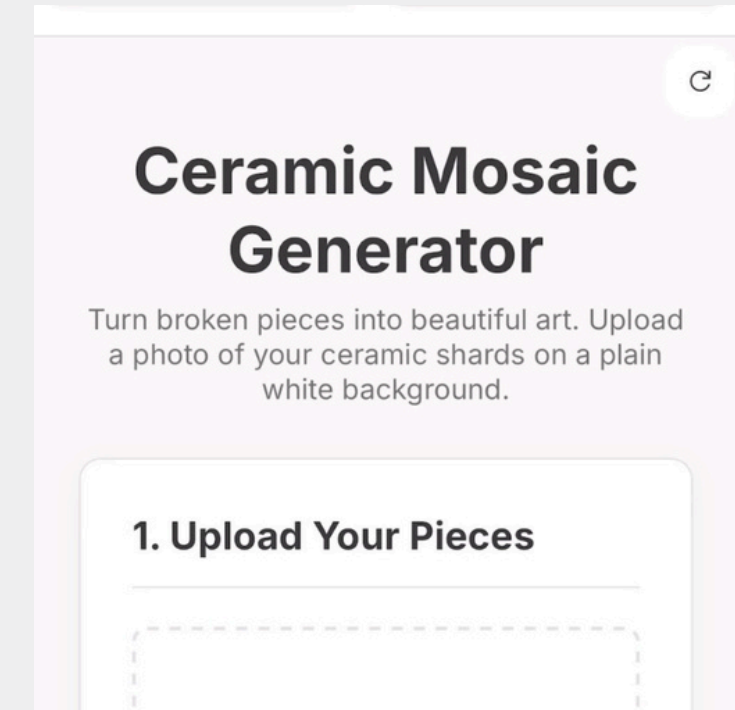 Ceramic Mosaic
Generator
Turn broken pieces into beautiful art. Upload
a photo of your ceramic shards on a plain
white background.
1. Upload Your Pieces